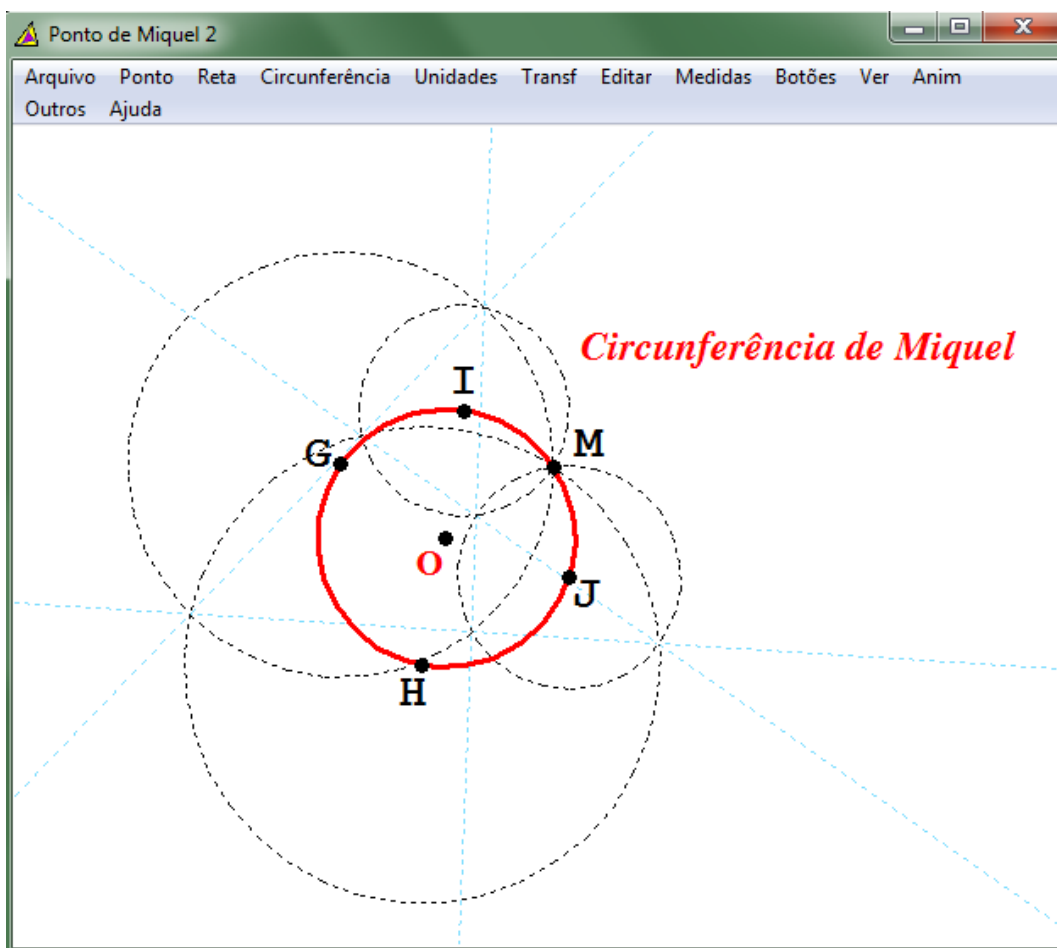 Ponto de Miquel 2
Arquivo Ponto Reta Circunferência Unidades Transf Editar Medidas Botões Ver Anim
Outros Ajuda
Circunferência de Miquel
I
M
G
O
J
H